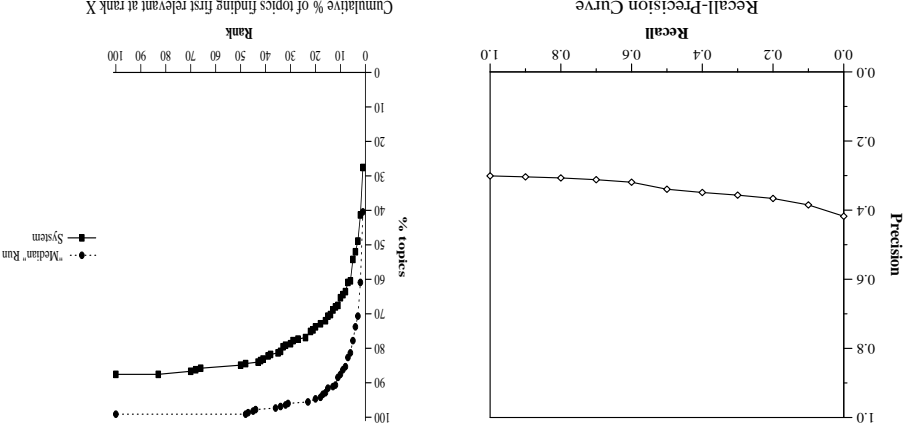 Precision
1.0
0.8
0.6
0.4
0.2
0.0
0.0 0.2 0.4 0.6 0.8 1.0
Recall
Recall-Precision Curve
% topics
100
90
80
70
60
50
40
30
20
10
0
0 10 20 30 40 50 60 70 80 90 100
Rank
Cumulative % of topics finding first relevant at rank X
"Median" Run
System